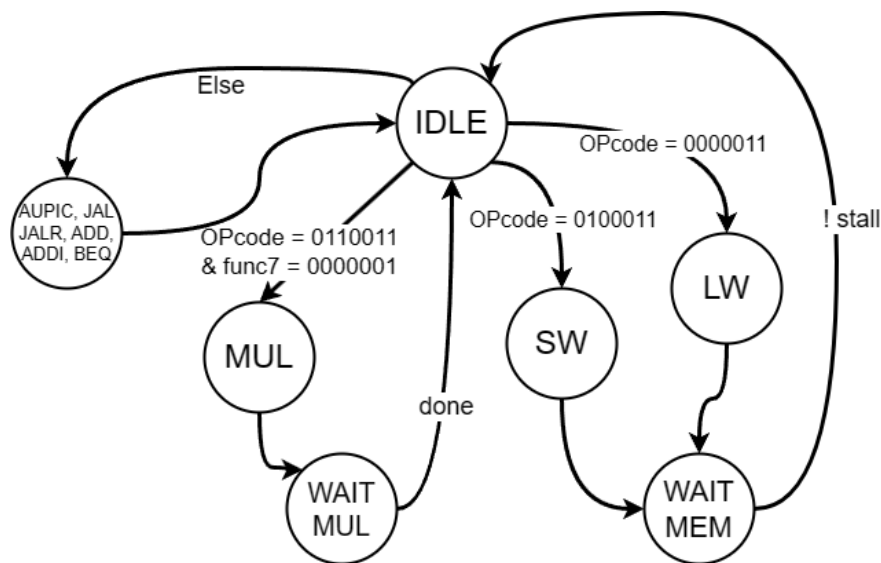 Else
IDLE
OPcode = 0000011
AUPIC, JAL
JALR, ADD,
ADDI, BEQ
OPcode = 0110011
& func7 = 0000001
OPcode = 0100011
! stall
LW
MUL
SW
done
WAIT
MUL
WAIT
MEM